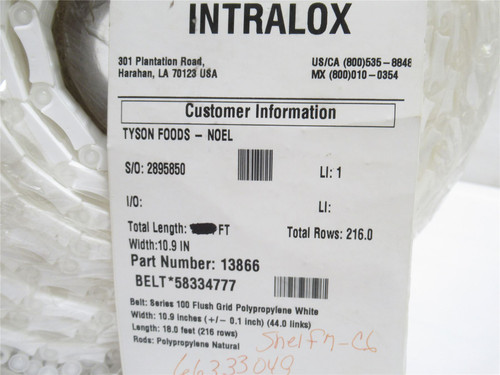 INTRALOX
301 Plantation Road, US/CA (800)535-8848
Harahan, LA 70123 USA MX (800)010-0354
Customer Information
TYSON FOODS - NOEL
S/O: 2895850 LI: 1
I/O: LI:
Total Length: FT Total Rows: 216.0
Width:10.9 IN
Part Number: 13866
BELT*58334777
Belt: Series 100 Flush Grid Polypropylene White
Width: 10.9 inches (+/- 0.1 inch) (44.0 links)
Length: 18.0 feet (216 rows)
Rods: Polypropylene Natural
Shelf M-C6
66333049